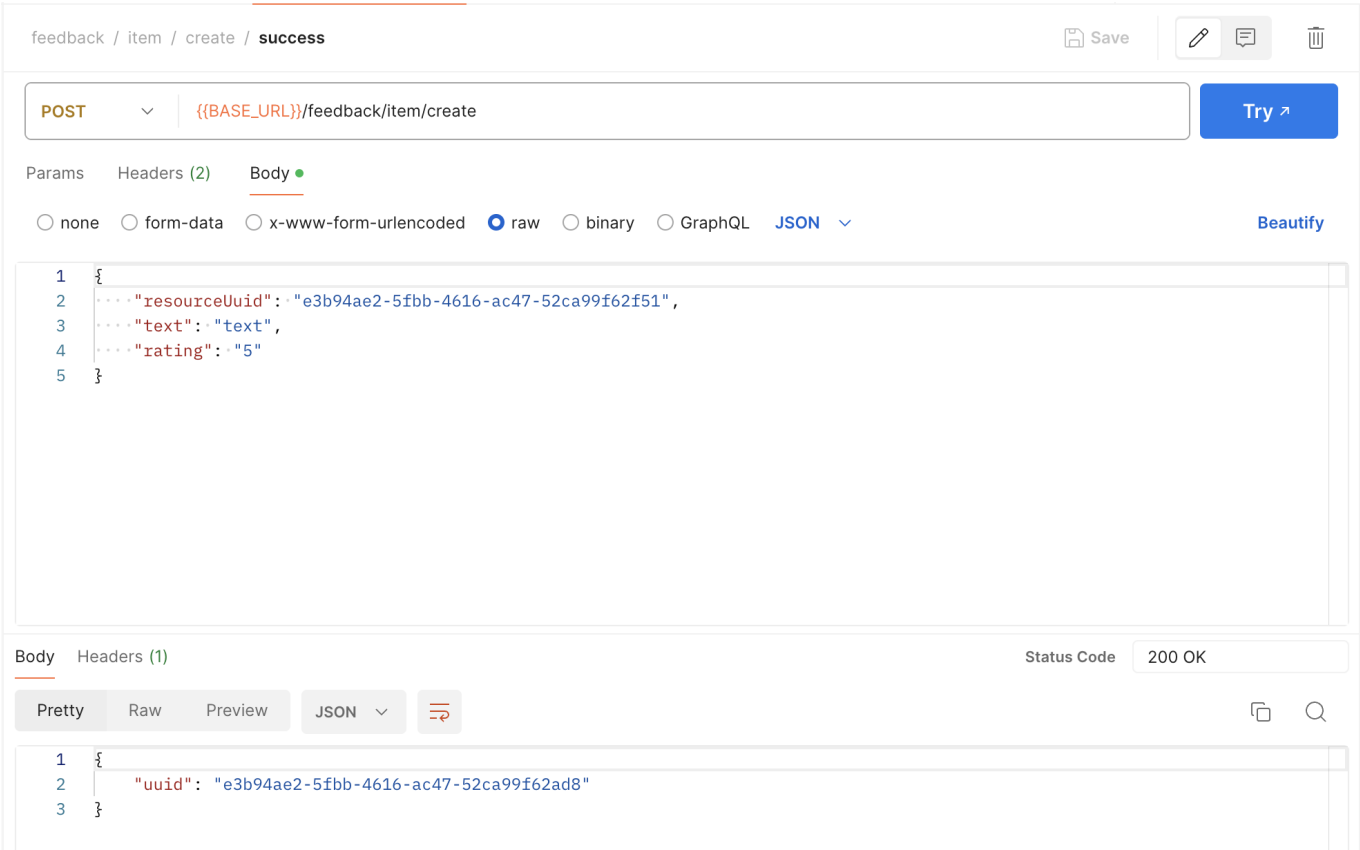 feedback / item / create / success
Save
POST
{{BASE_URL}}/feedback/item/create
Try ↗
Params Headers (2) Body
none form-data x-www-form-urlencoded raw binary GraphQL JSON Beautify
1 {
2 "resourceUuid": "e3b94ae2-5fbb-4616-ac47-52ca99f62f51",
3 "text": "text",
4 "rating": "5"
5 }
Body Headers (1) Status Code 200 OK
Pretty Raw Preview JSON
1 {
2 "uuid": "e3b94ae2-5fbb-4616-ac47-52ca99f62ad8"
3 }